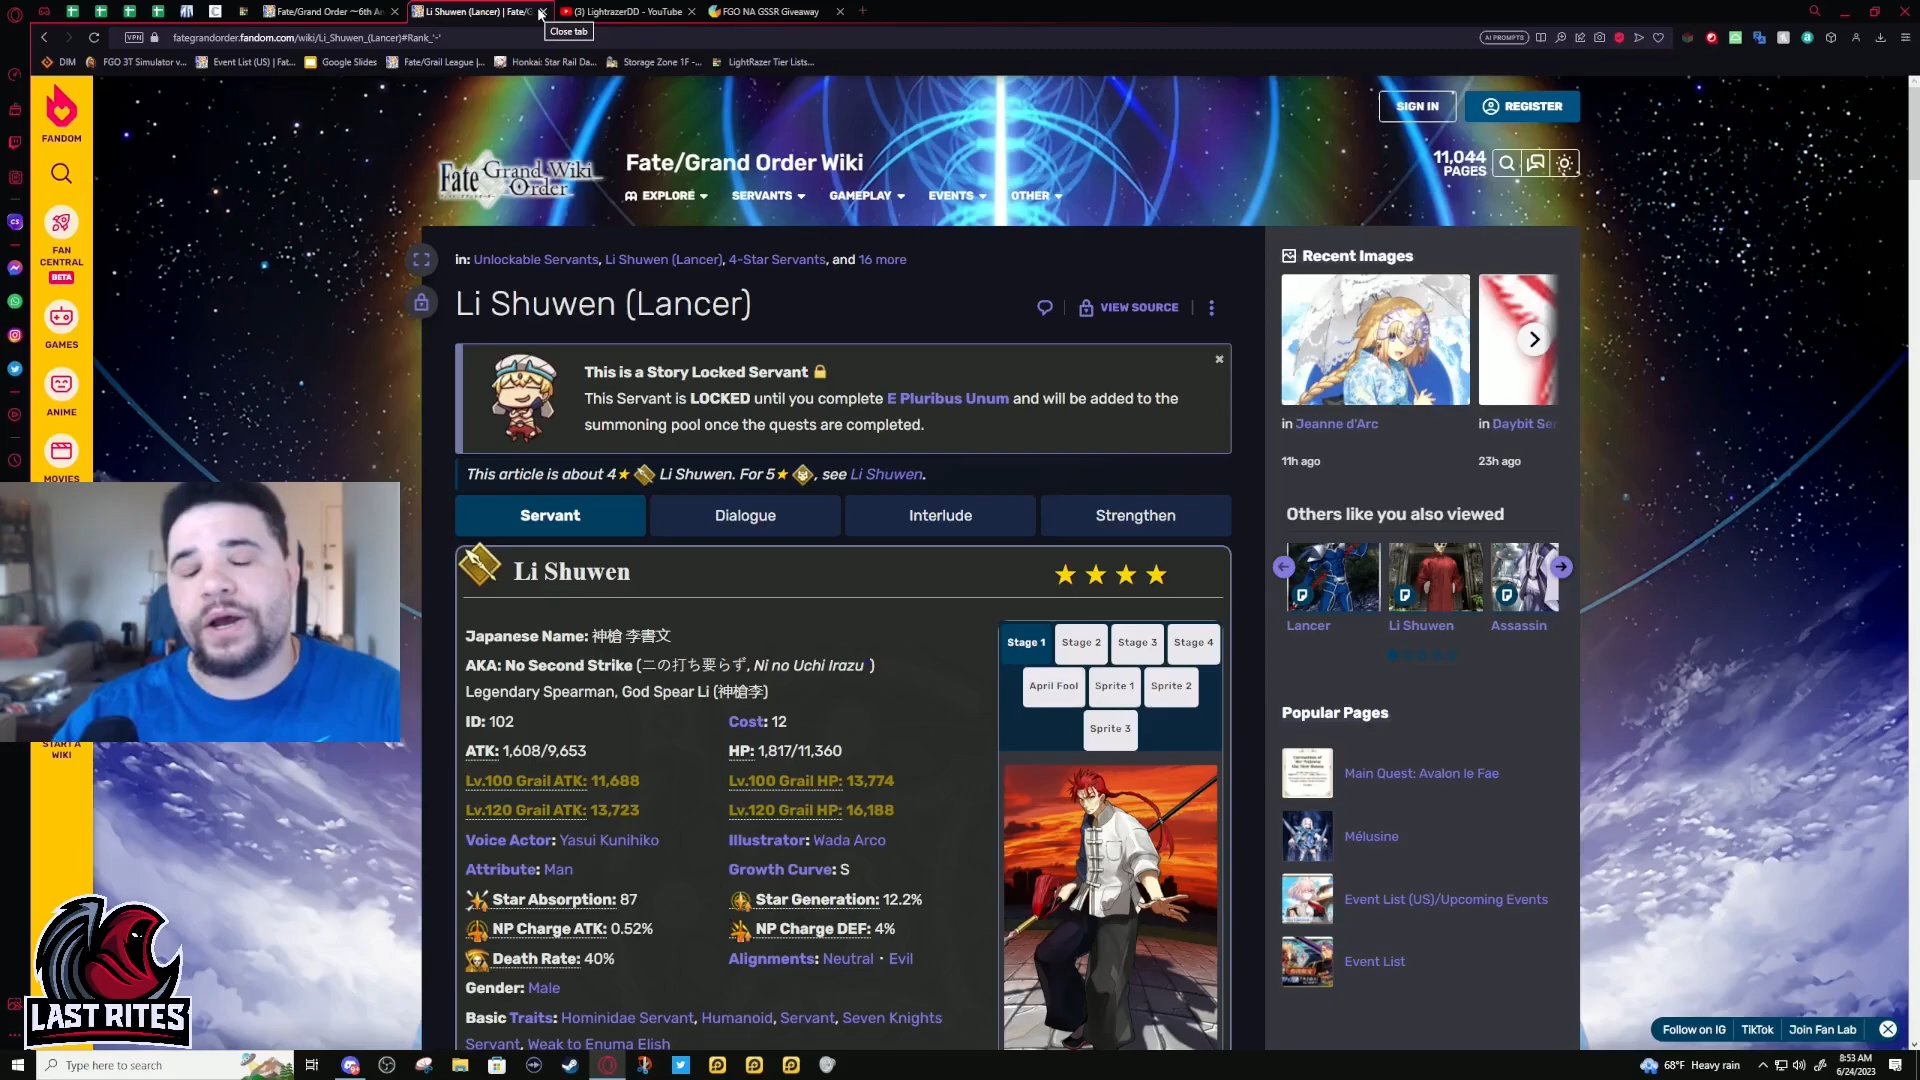 Fate/Grand Order 〜6th An
Li Shuwen (Lancer) | Fate/G
(3) LightrazerDD - YouTube
FGO NA GSSR Giveaway
Close tab
VPN
fategrandorder.fandom.com/wiki/Li_Shuwen_(Lancer)#Rank_'-'
AI PROMPTS
DIM
FGO 3T Simulator v...
Event List (US) | Fat...
Google Slides
Fate/Grail League |...
Honkai: Star Rail Da...
Storage Zone 1F -...
LightRazer Tier Lists...
FANDOM
FAN
CENTRAL
BETA
GAMES
ANIME
MOVIES
START A
WIKI
SIGN IN
REGISTER
Fate Grand Wiki
Order
Fate/Grand Order Wiki
EXPLORE
SERVANTS
GAMEPLAY
EVENTS
OTHER
11,044
PAGES
in: Unlockable Servants, Li Shuwen (Lancer), 4-Star Servants, and 16 more
Li Shuwen (Lancer)
VIEW SOURCE
This is a Story Locked Servant
This Servant is LOCKED until you complete E Pluribus Unum and will be added to the
summoning pool once the quests are completed.
This article is about 4★ Li Shuwen. For 5★, see Li Shuwen.
Servant
Dialogue
Interlude
Strengthen
Li Shuwen
Japanese Name: 神槍 李書文
AKA: No Second Strike (二の打ち要らず, Ni no Uchi Irazu )
Legendary Spearman, God Spear Li (神槍李)
ID: 102
Cost: 12
ATK: 1,608/9,653
HP: 1,817/11,360
Lv.100 Grail ATK: 11,688
Lv.100 Grail HP: 13,774
Lv.120 Grail ATK: 13,723
Lv.120 Grail HP: 16,188
Voice Actor: Yasui Kunihiko
Illustrator: Wada Arco
Attribute: Man
Growth Curve: S
Star Absorption: 87
Star Generation: 12.2%
NP Charge ATK: 0.52%
NP Charge DEF: 4%
Death Rate: 40%
Alignments: Neutral・Evil
Gender: Male
Basic Traits: Hominidae Servant, Humanoid, Servant, Seven Knights
Servant, Weak to Enuma Elish
Stage 1
Stage 2
Stage 3
Stage 4
April Fool
Sprite 1
Sprite 2
Sprite 3
Recent Images
in Jeanne d'Arc
in Daybit Se
11h ago
23h ago
Others like you also viewed
Lancer
Li Shuwen
Assassin
Popular Pages
Main Quest: Avalon le Fae
Mélusine
Event List (US)/Upcoming Events
Event List
Follow on IG
TikTok
Join Fan Lab
LAST RITES
Type here to search
68°F Heavy rain
8:53 AM
6/24/2023